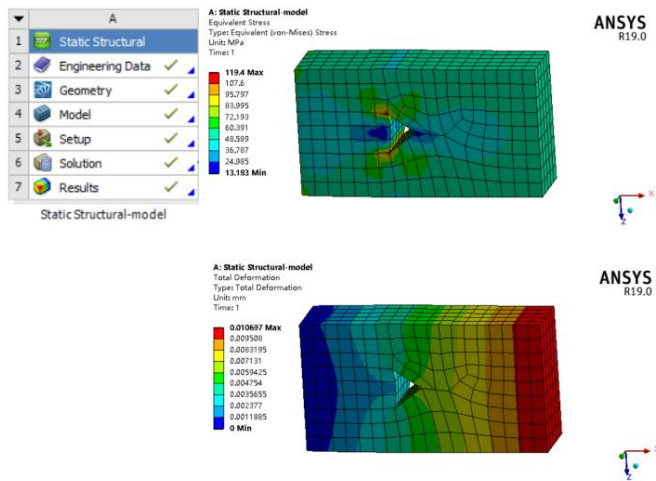 A
1 Static Structural
2 Engineering Data
3 Geometry
4 Model
5 Setup
6 Solution
7 Results
Static Structural-model
A: Static Structural-model
Equivalent Stress
Type: Equivalent (von-Mises) Stress
Unit: MPa
Time: 1
119.4 Max
107.6
95.797
83.995
72.193
60.391
48.589
36.787
24.985
13.183 Min
ANSYS
R19.0
X
Z
A: Static Structural-model
Total Deformation
Type: Total Deformation
Unit: mm
Time: 1
0.010697 Max
0.009508
0.0083195
0.007131
0.0059425
0.004754
0.0035655
0.002377
0.0011885
0 Min
ANSYS
R19.0
Z